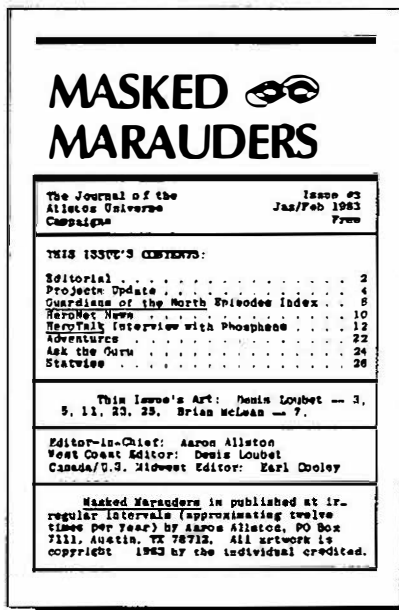 MASKED
MARAUDERS
The Journal of the Issue #3
Allston Universe Jan/Feb 1983
Campaigns Free
THIS ISSUE'S CONTENTS:
Editorial . . . . . . . . . . . . . . . 2
Projects Update . . . . . . . . . . . . 4
Guardians of the North Episodes Index . . 8
HeroNet News . . . . . . . . . . . . . 10
HeroTalk Interview with Phosphene . . . . 12
Adventures . . . . . . . . . . . . . . 22
Ask the Guru . . . . . . . . . . . . . 24
Statwise . . . . . . . . . . . . . . . 26
This Issue's Art: Denis Loubet — 3,
5, 11, 23, 25. Brian McLean — 7.
Editor-in-Chief: Aaron Allston
West Coast Editor: Denis Loubet
Canada/U.S. Midwest Editor: Earl Cooley
Masked Marauders is published at ir-
regular intervals (approximating twelve
times per year) by Aaron Allston, PO Box
7111, Austin, TX 78712. All artwork is
copyright 1983 by the individual credited.